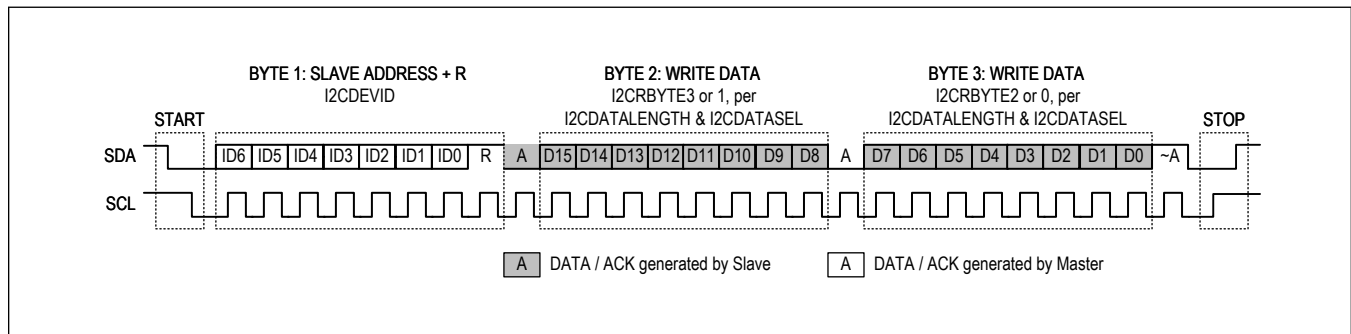 BYTE 1: SLAVE ADDRESS + R
I2CDEVID
BYTE 2: WRITE DATA
I2CRBYTE3 or 1, per
I2CDATALENGTH & I2CDATASEL
BYTE 3: WRITE DATA
I2CRBYTE2 or 0, per
I2CDATALENGTH & I2CDATASEL
START
STOP
SDA
ID6 ID5 ID4 ID3 ID2 ID1 ID0 R A D15 D14 D13 D12 D11 D10 D9 D8 A D7 D6 D5 D4 D3 D2 D1 D0 ~A
SCL
A DATA / ACK generated by Slave
A DATA / ACK generated by Master